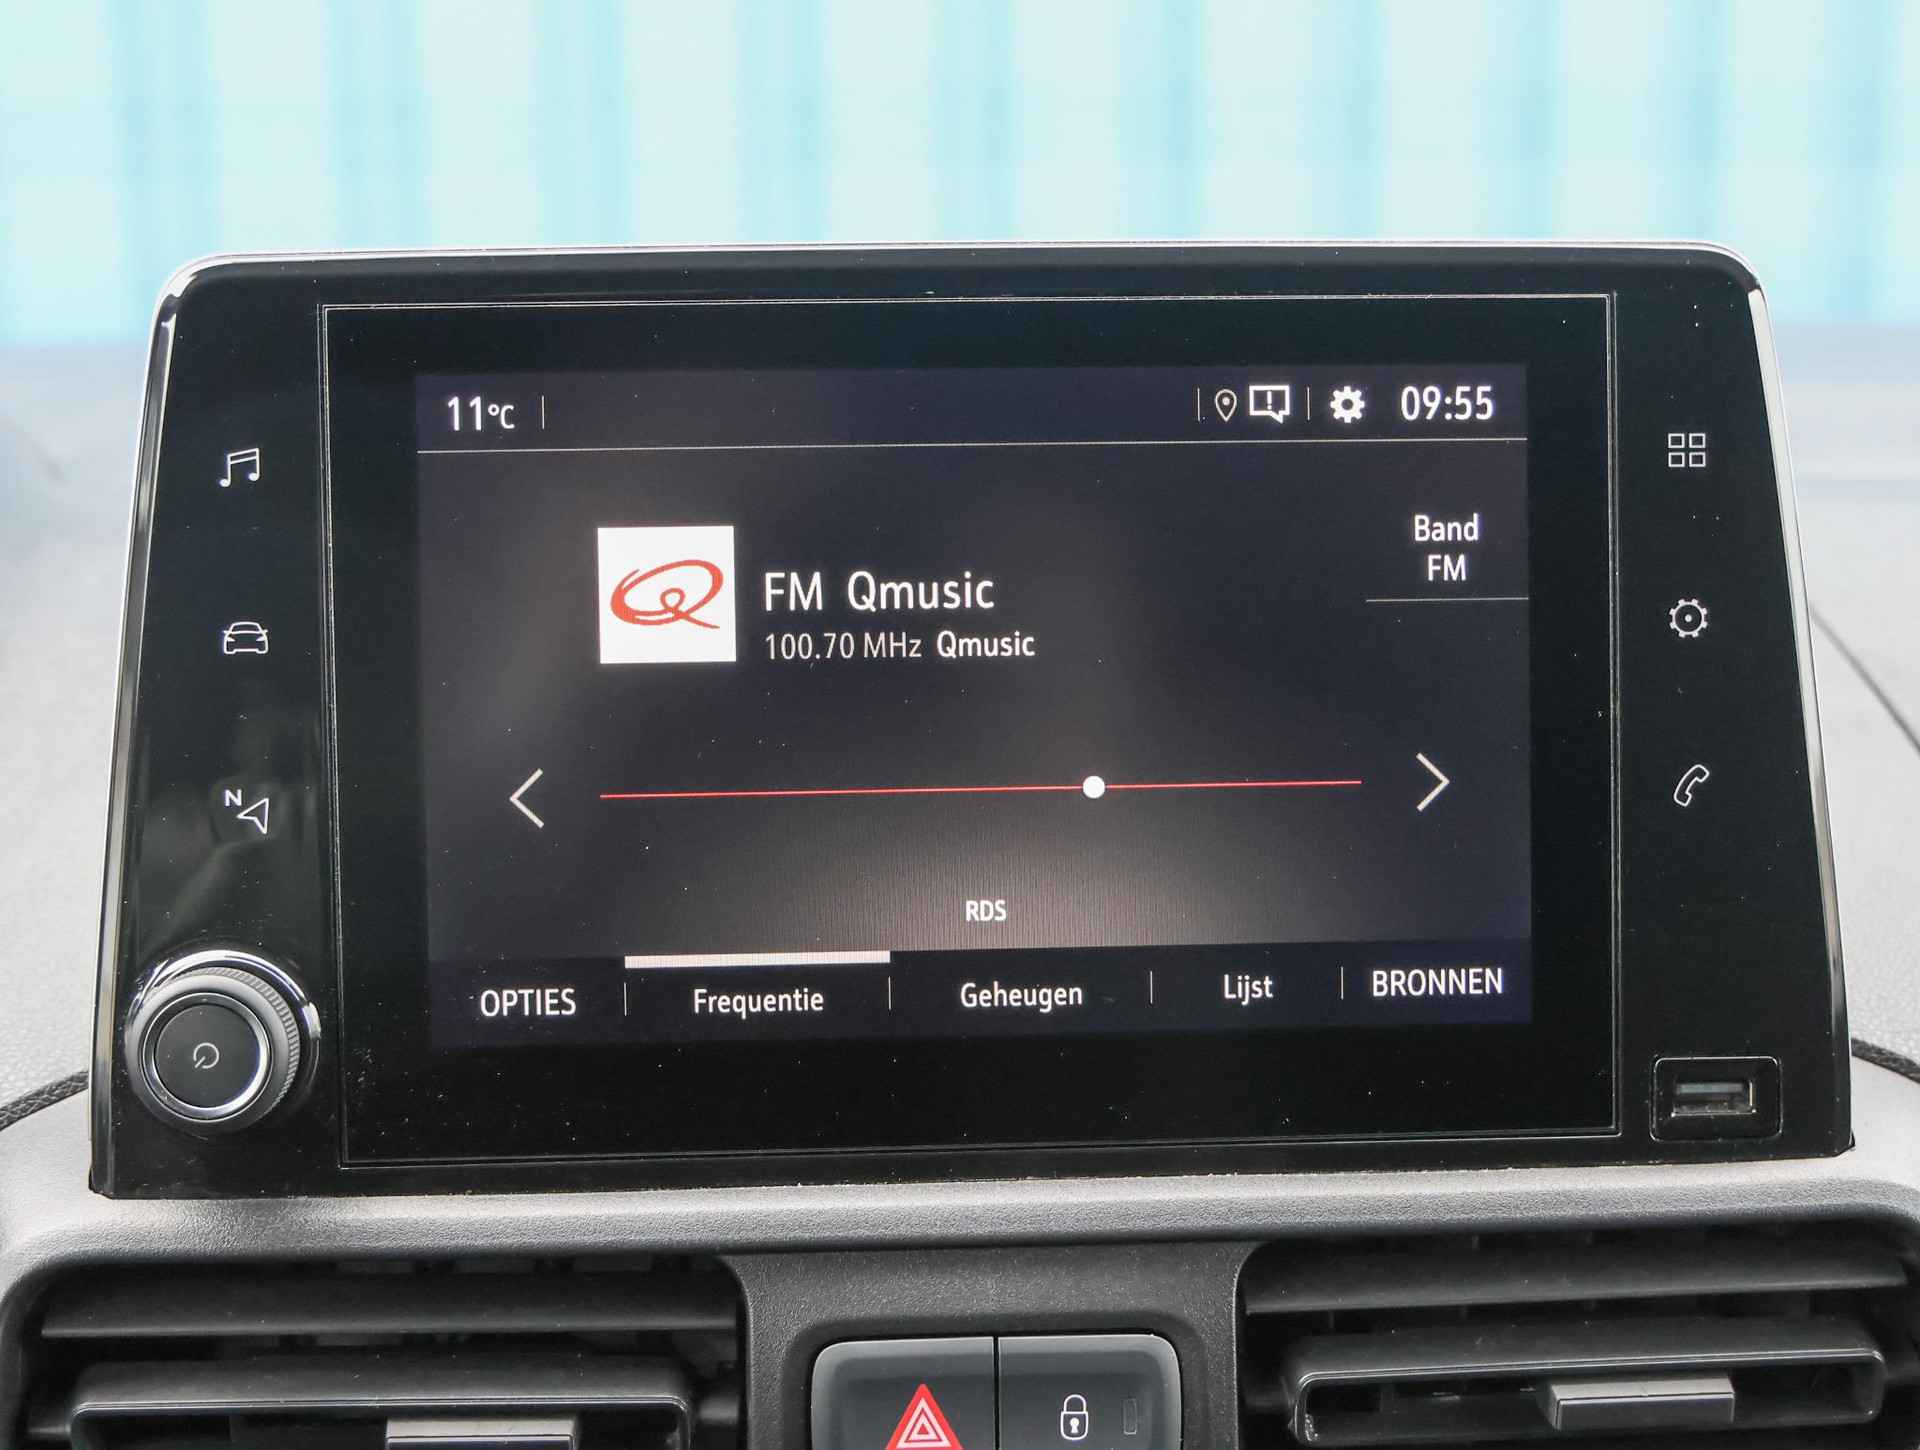 11°C
09:55
Band
FM
FM Qmusic
100.70 MHz Qmusic
N
RDS
OPTIES
Frequentie
Geheugen
Lijst
BRONNEN